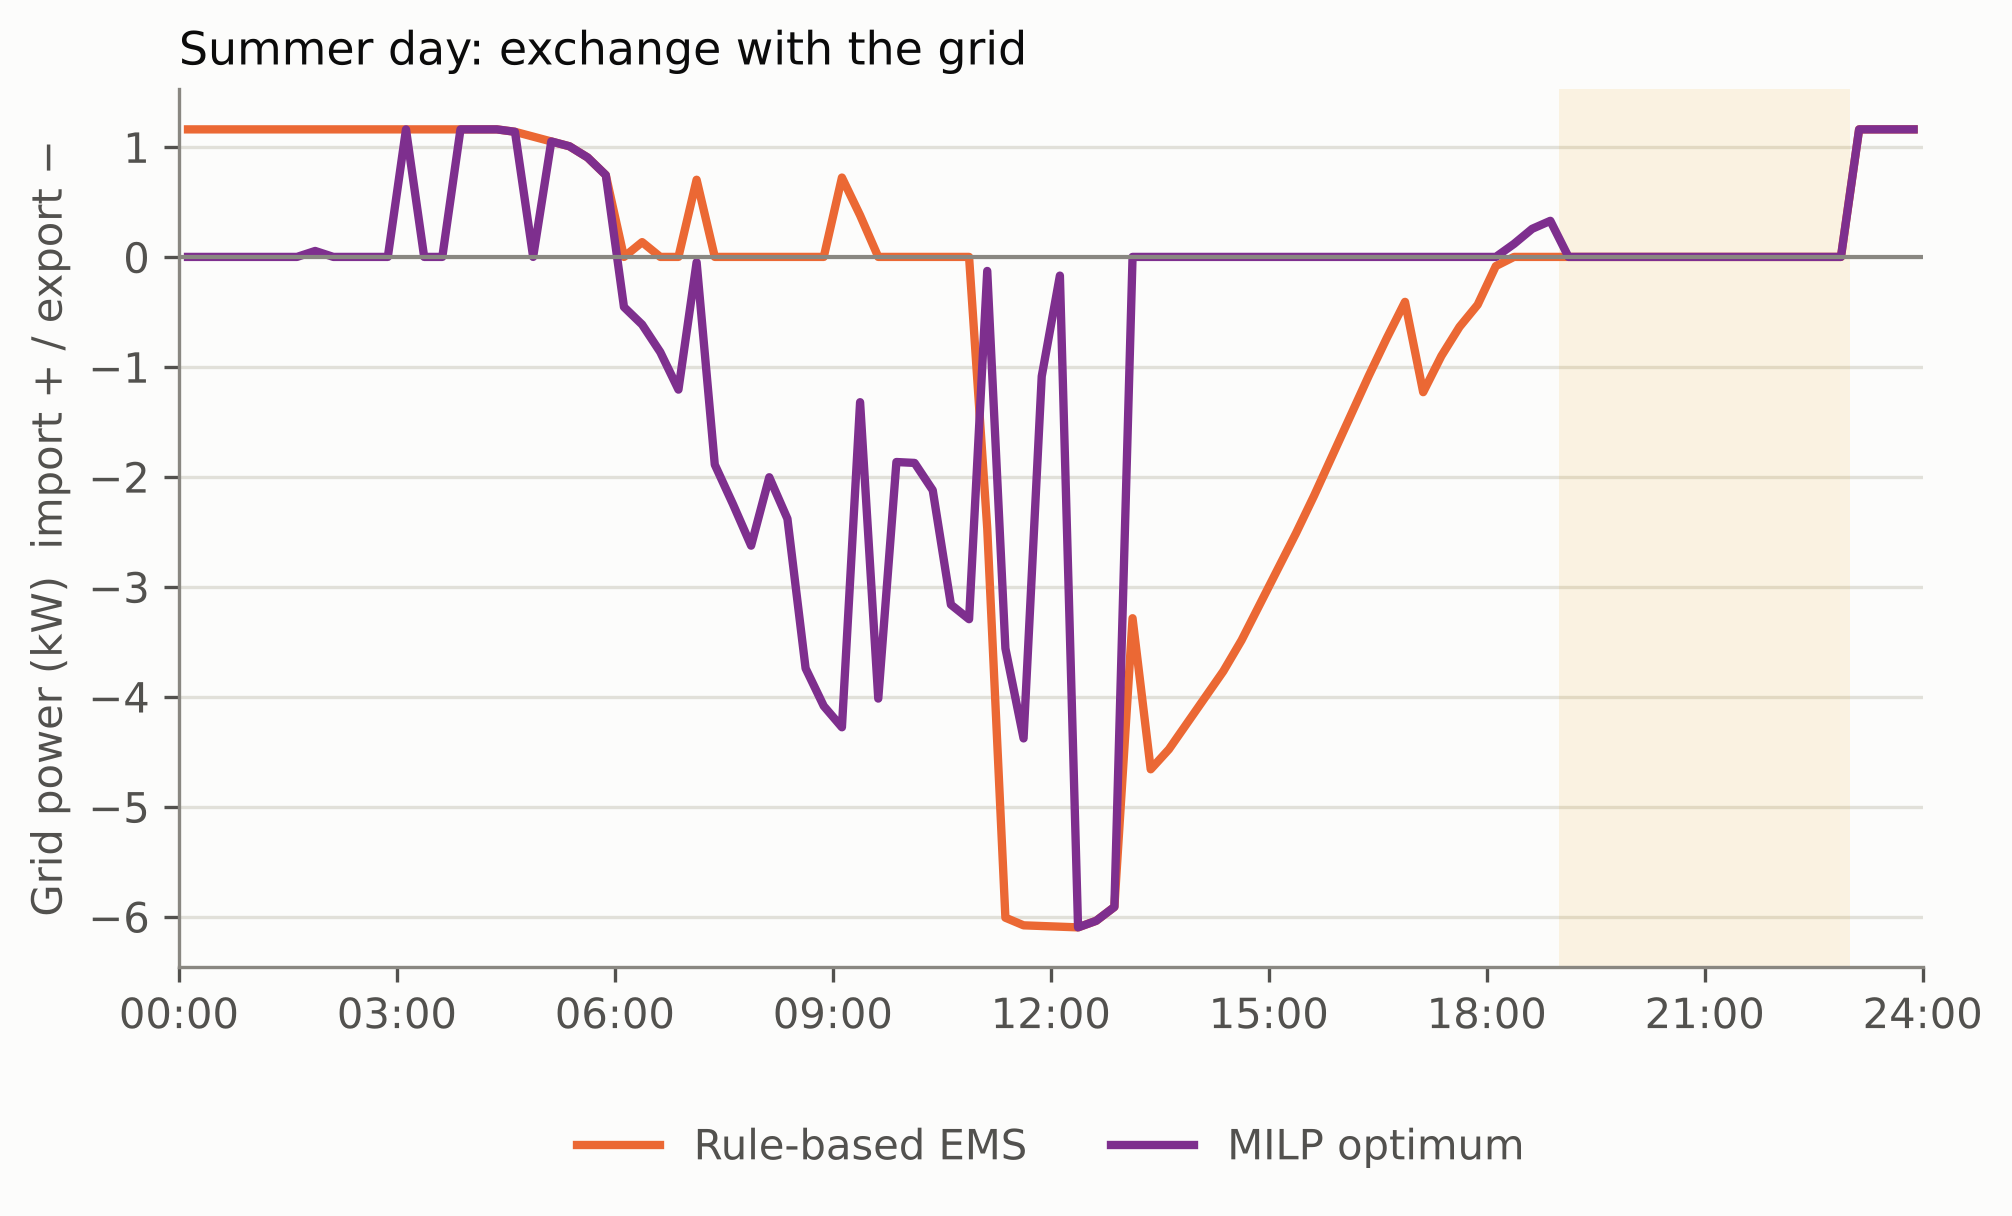 Summer day: exchange with the grid
Grid power (kW)  import + / export −
1
0
−1
−2
−3
−4
−5
−6
00:00 03:00 06:00 09:00 12:00 15:00 18:00 21:00 24:00
Rule-based EMS MILP optimum